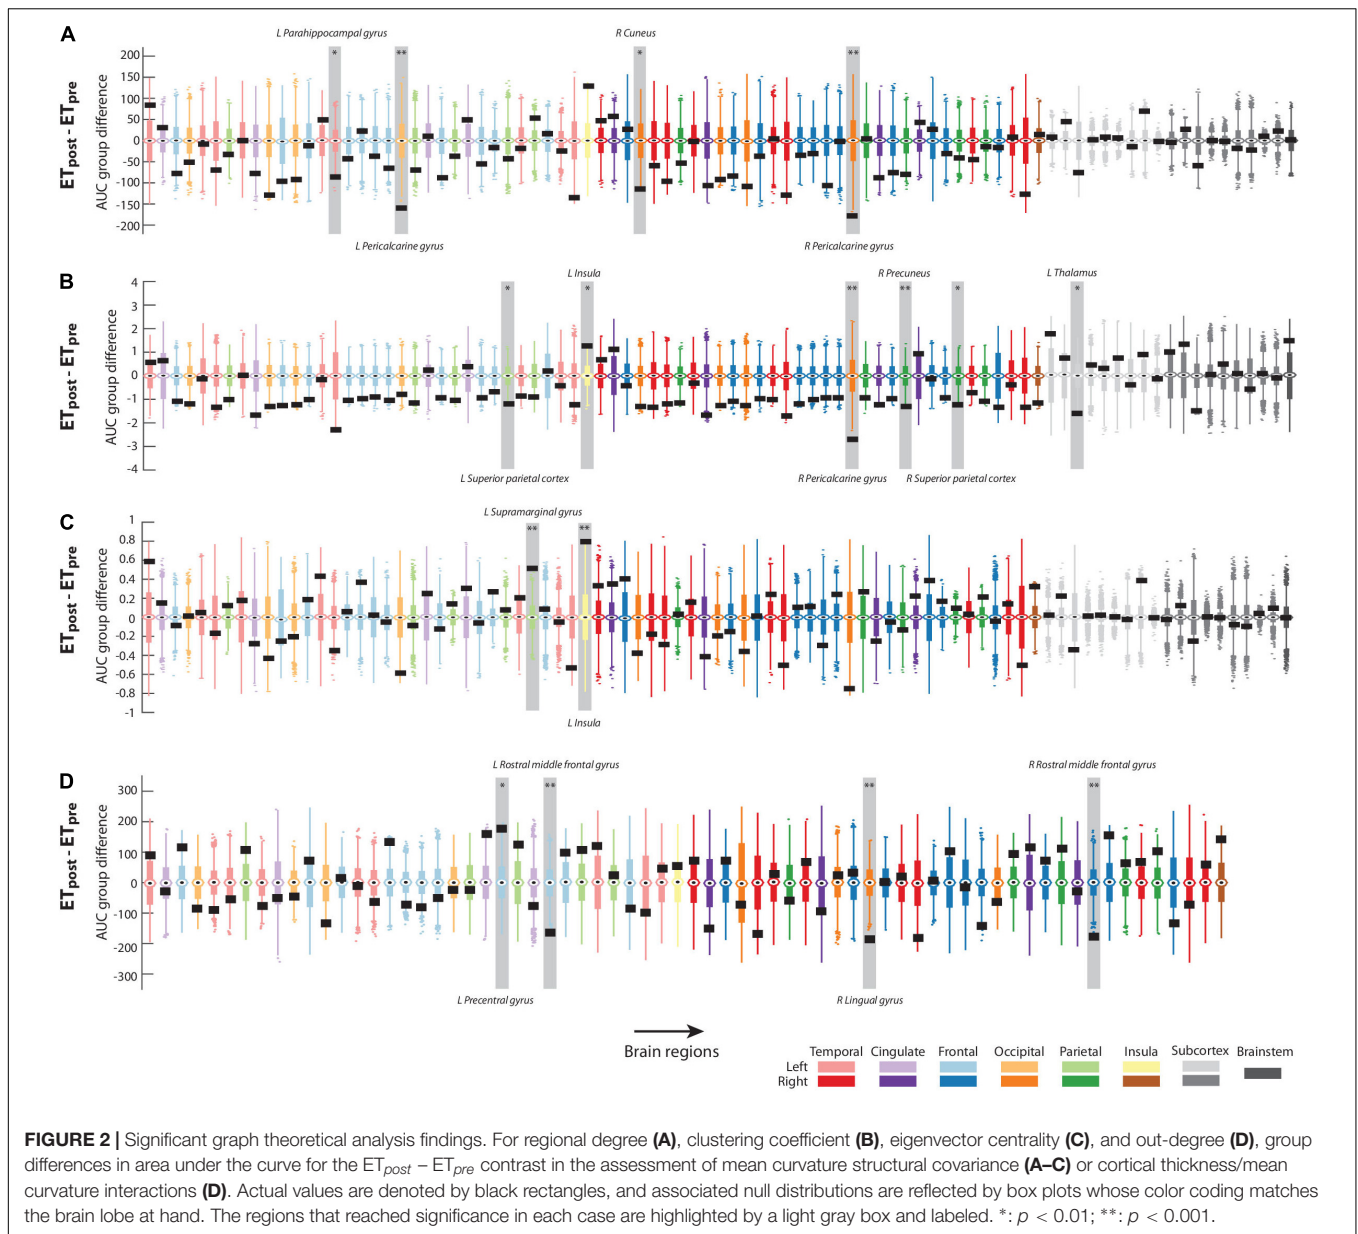 A
L Parahippocampal gyrus
R Cuneus
ETpost - ETpre
AUC group difference
200
150
100
50
0
-50
-100
-150
-200
*
**
*
**
L Pericalcarine gyrus
R Pericalcarine gyrus
B
L Insula
R Precuneus
L Thalamus
ETpost - ETpre
AUC group difference
4
3
2
1
0
-1
-2
-3
-4
*
*
**
**
*
*
L Superior parietal cortex
R Pericalcarine gyrus
R Superior parietal cortex
C
L Supramarginal gyrus
ETpost - ETpre
AUC group difference
1
0.8
0.6
0.4
0.2
0
-0.2
-0.4
-0.6
-0.8
-1
**
**
L Insula
D
L Rostral middle frontal gyrus
R Rostral middle frontal gyrus
ETpost - ETpre
AUC group difference
300
200
100
0
-100
-200
-300
*
**
**
**
L Precentral gyrus
R Lingual gyrus
Brain regions
Temporal Cingulate Frontal Occipital Parietal Insula Subcortex Brainstem
Left
Right
FIGURE 2 | Significant graph theoretical analysis findings. For regional degree (A), clustering coefficient (B), eigenvector centrality (C), and out-degree (D), group
differences in area under the curve for the ETpost – ETpre contrast in the assessment of mean curvature structural covariance (A–C) or cortical thickness/mean
curvature interactions (D). Actual values are denoted by black rectangles, and associated null distributions are reflected by box plots whose color coding matches
the brain lobe at hand. The regions that reached significance in each case are highlighted by a light gray box and labeled. *: p < 0.01; **: p < 0.001.